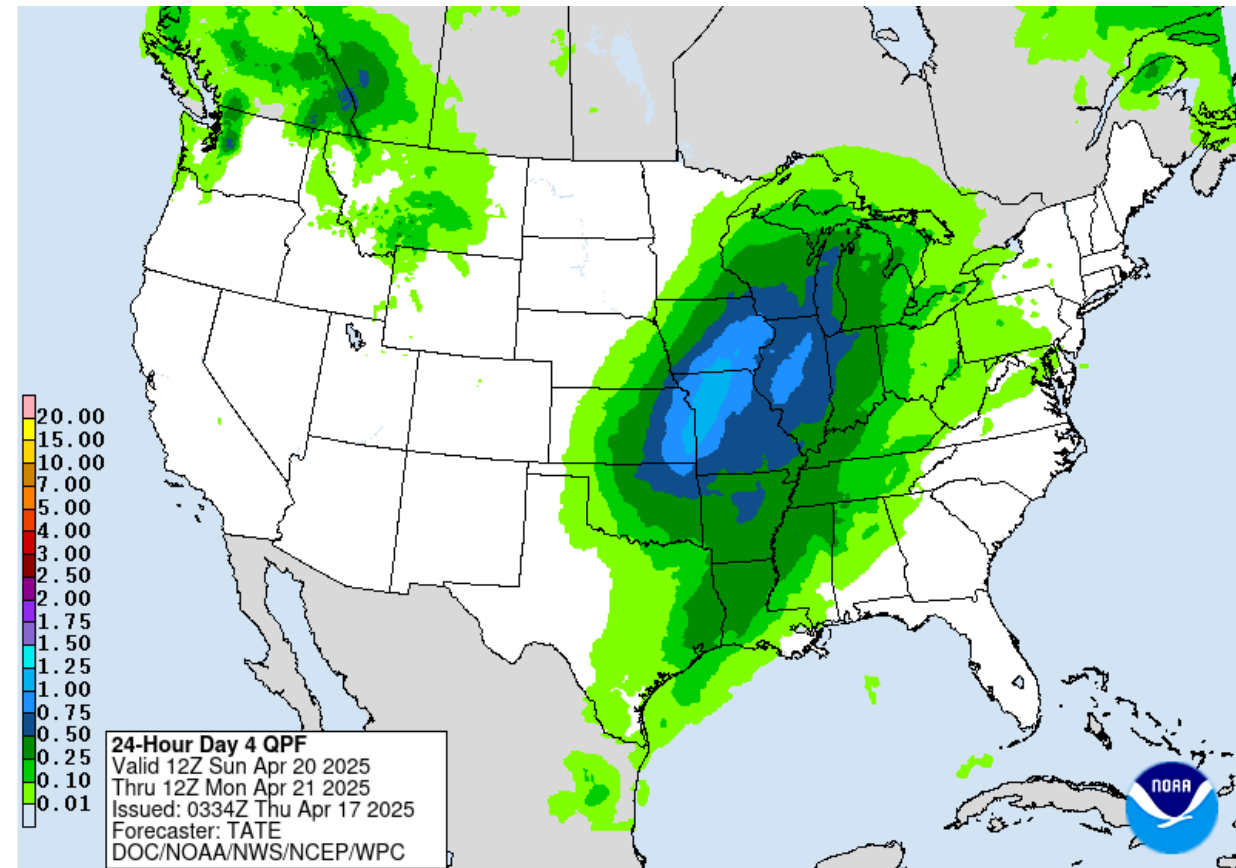 20.00
15.00
10.00
7.00
5.00
4.00
3.00
2.50
2.00
1.75
1.50
1.25
1.00
0.75
0.50
0.25
0.10
0.01
24-Hour Day 4 QPF
Valid 12Z Sun Apr 20 2025
Thru 12Z Mon Apr 21 2025
Issued: 0334Z Thu Apr 17 2025
Forecaster: TATE
DOC/NOAA/NWS/NCEP/WPC
NOAA